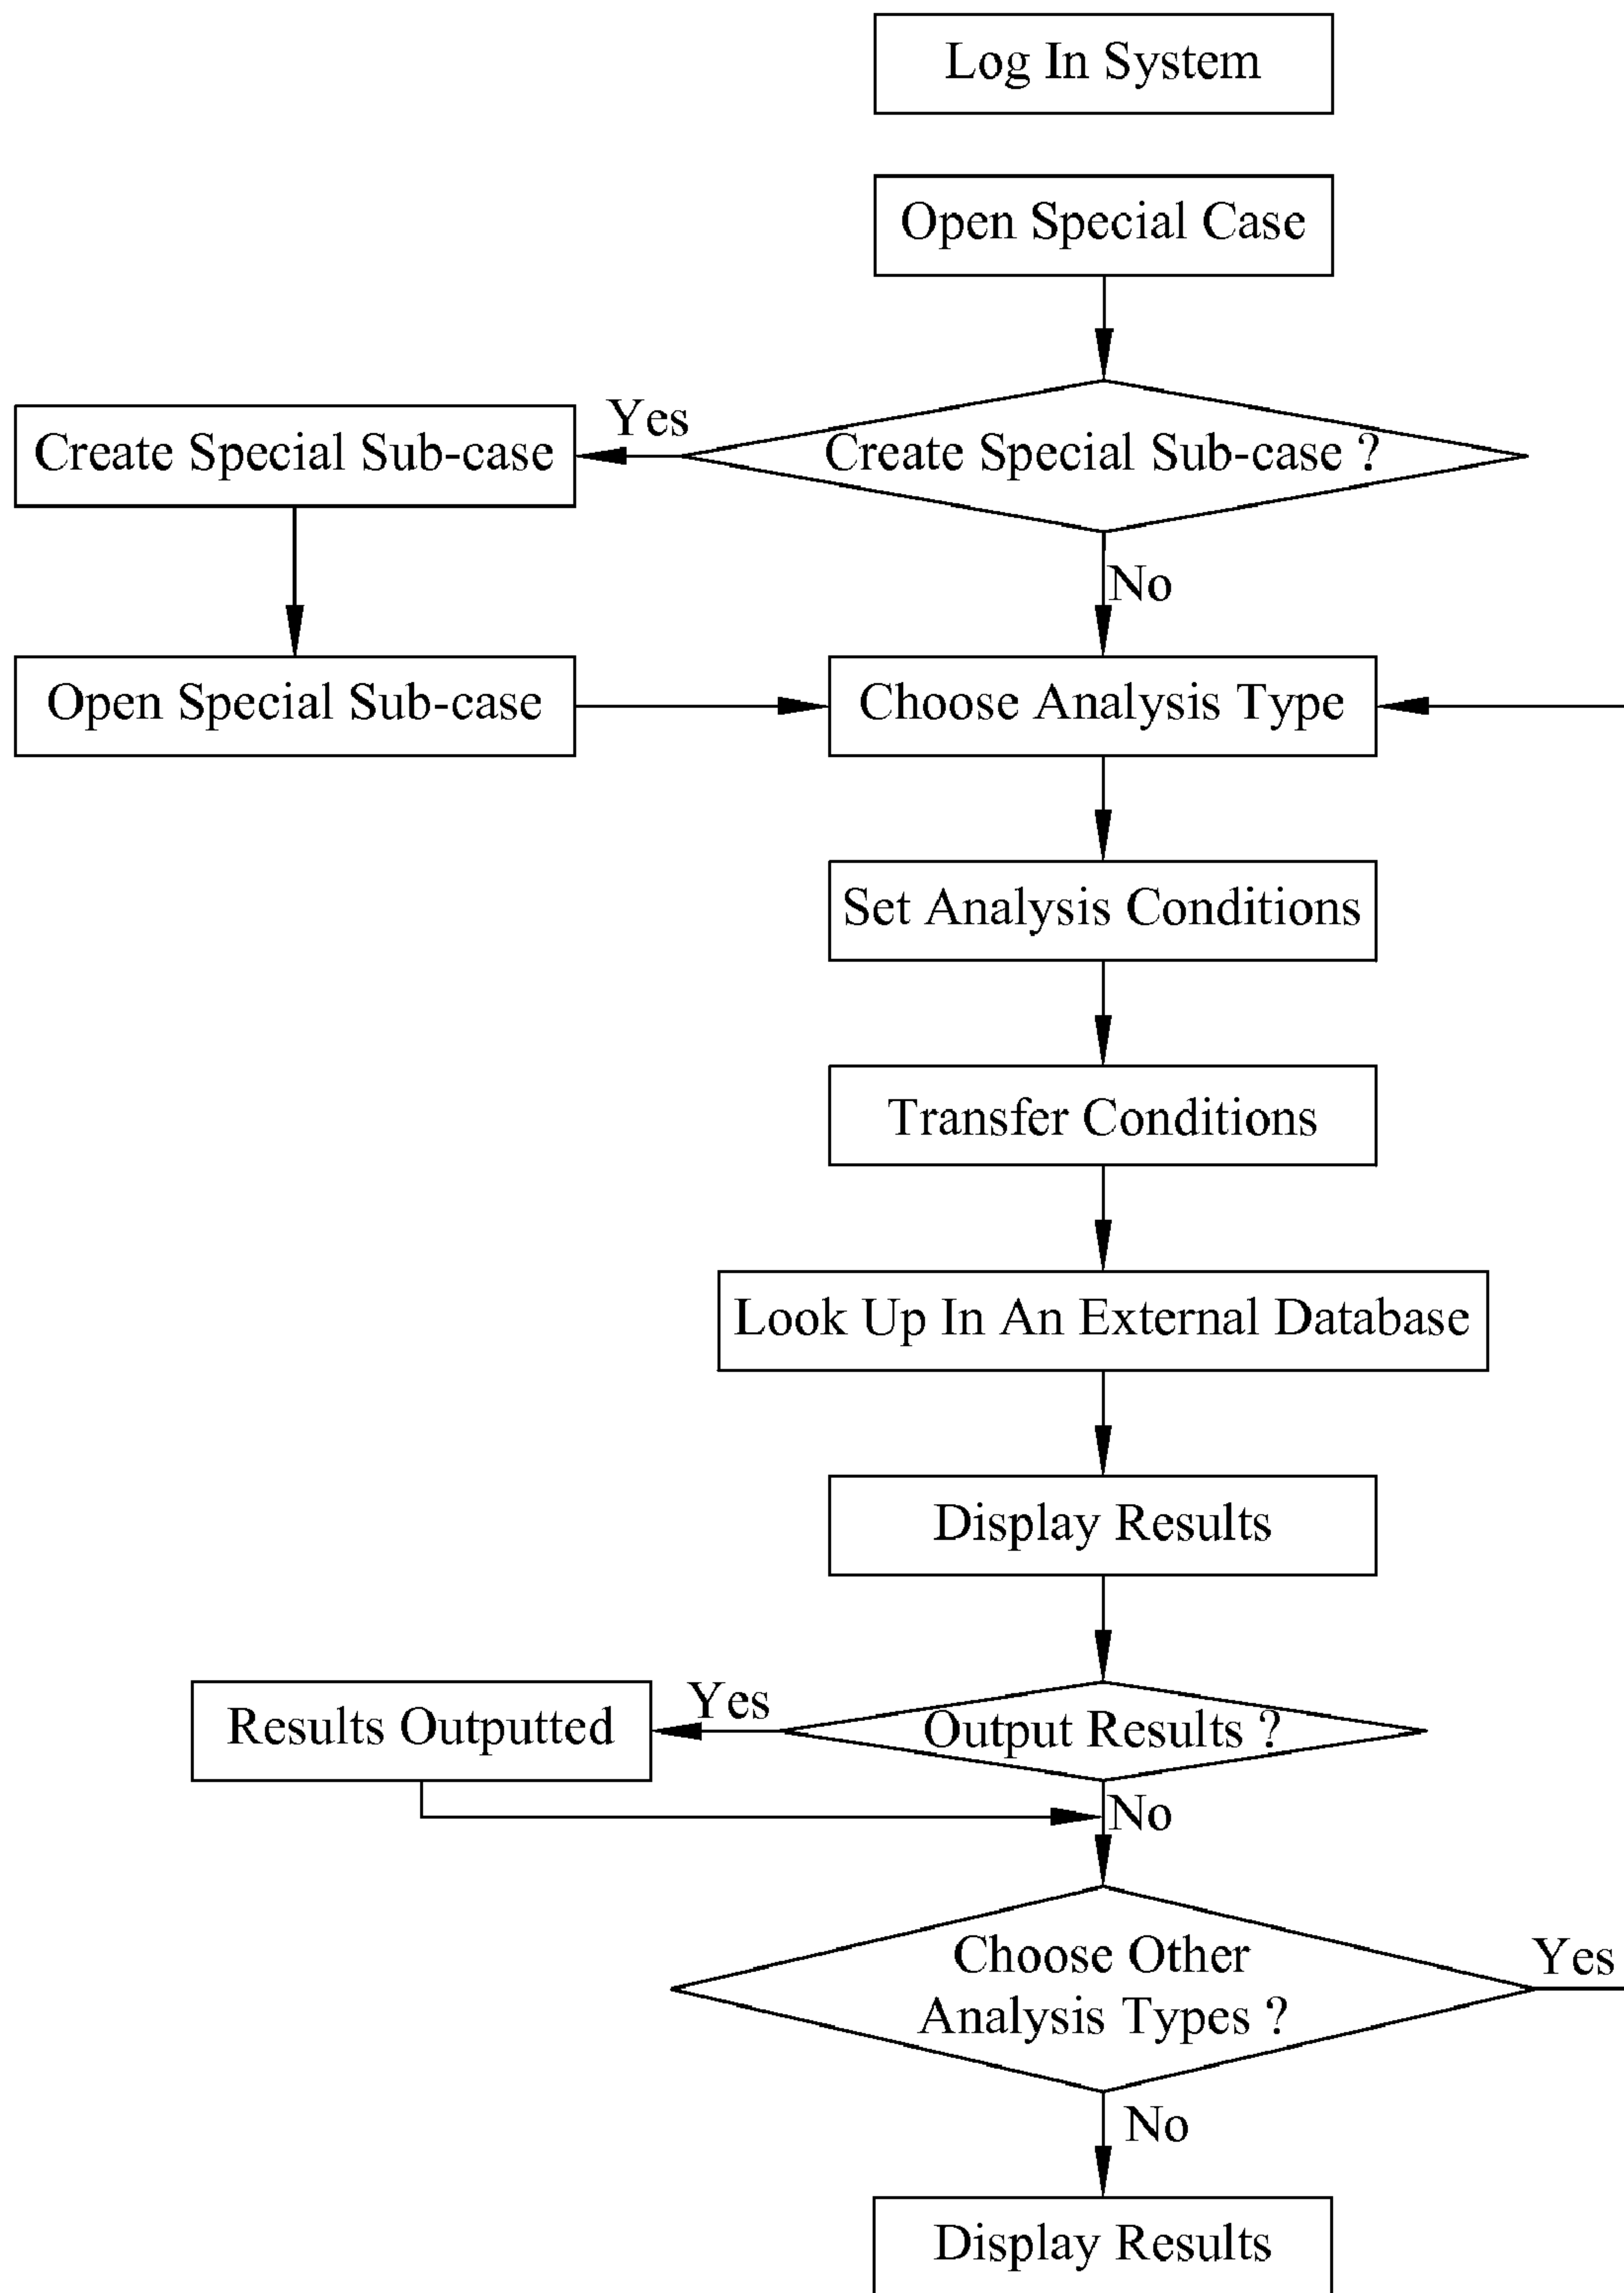 Log In System
Open Special Case
Yes
Create Special Sub-case
Create Special Sub-case ?
No
Open Special Sub-case
Choose Analysis Type
Set Analysis Conditions
Transfer Conditions
Look Up In An External Database
Display Results
Yes
Results Outputted
Output Results ?
No
Choose Other
Analysis Types ?
Yes
No
Display Results